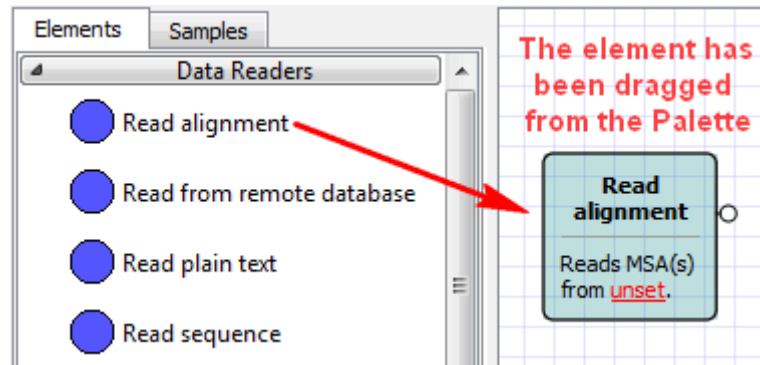 Elements
Samples
Data Readers
Read alignment
Read from remote database
Read plain text
Read sequence
The element has
been dragged
from the Palette
Read
alignment
Reads MSA(s)
from unset.